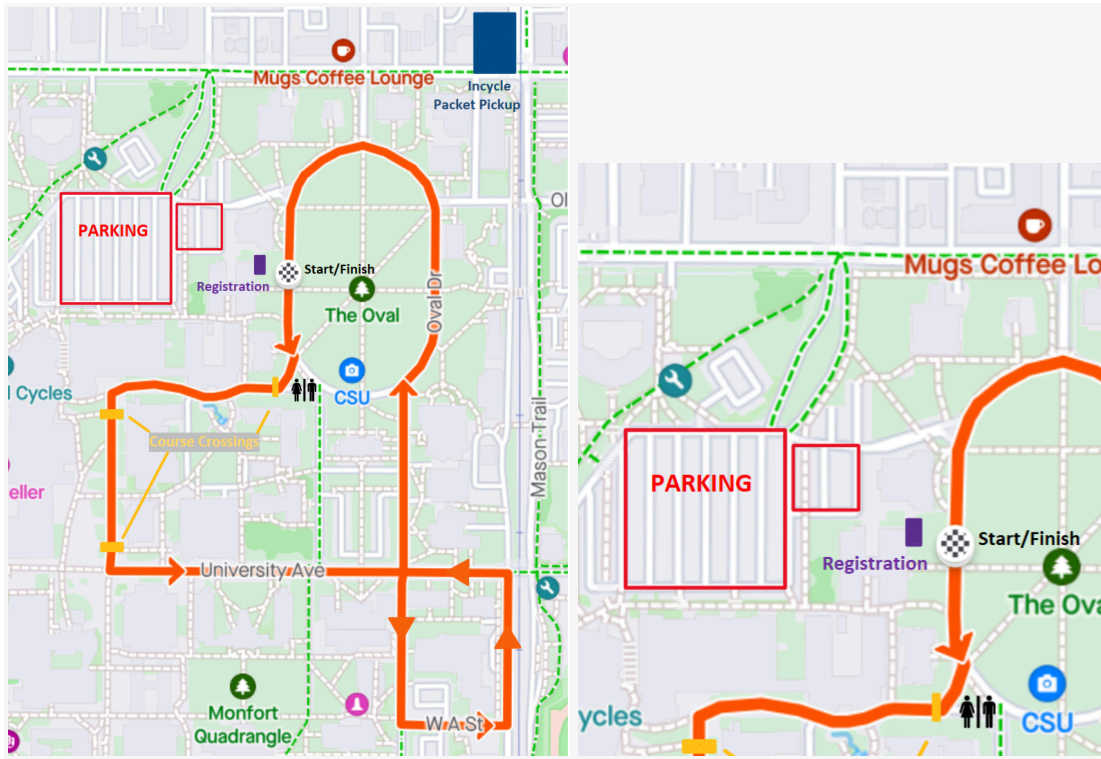 Mugs Coffee Lounge
Incycle
Packet Pickup
PARKING
Ol
Start/Finish
Registration
The Oval
Oval Dr
CSU
l Cycles
Course Crossings
Mason Trail
eller
University Ave
W A St
Monfort
Quadrangle
Mugs Coffee Lo
PARKING
Start/Finish
Registration
The Ova
CSU
ycles